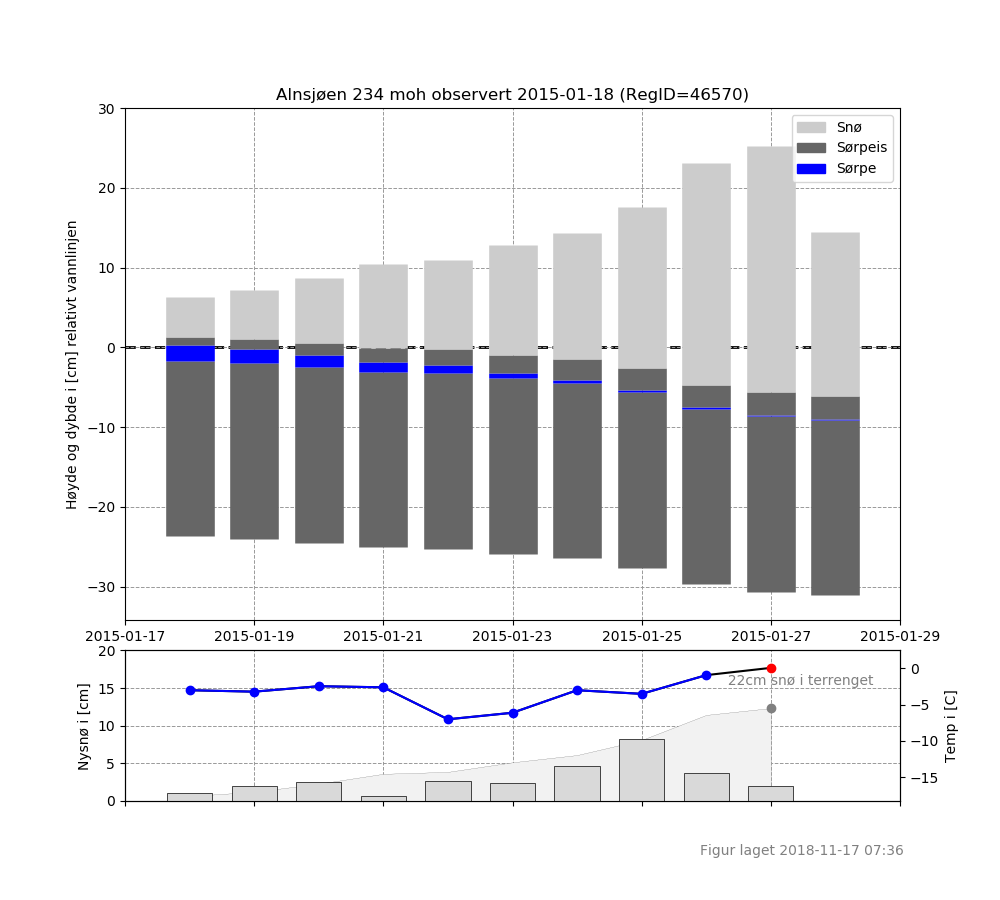 Alnsjøen 234 moh observert 2015-01-18 (RegID=46570)
Høyde og dybde i [cm] relativt vannlinjen
30
20
10
0
−10
−20
−30
Snø
Sørpeis
Sørpe
2015-01-17 2015-01-19 2015-01-21 2015-01-23 2015-01-25 2015-01-27 2015-01-29
Nysnø i [cm]
20
15
10
5
0
22cm snø i terrenget
0
−5
−10
−15
Temp i [C]
Figur laget 2018-11-17 07:36